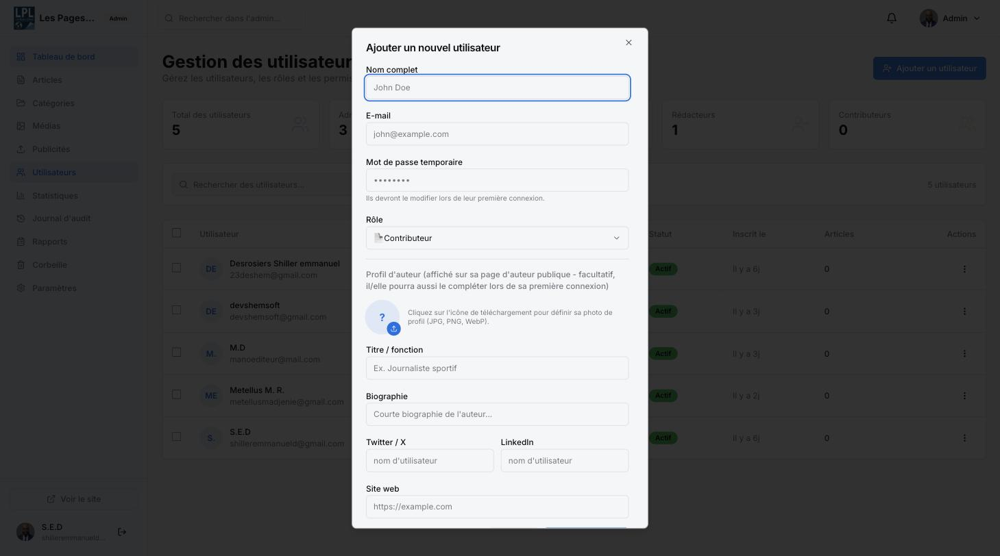 LPL
Les Pages...
Admin
Rechercher dans l'admin...
Admin
Tableau de bord
Articles
Catégories
Médias
Publicités
Utilisateurs
Statistiques
Journal d'audit
Rapports
Corbeille
Paramètres
Voir le site
S.E.D
shilleremmanueld...
Gestion des utilisateur
Gérez les utilisateurs, les rôles et les permis
Ajouter un utilisateur
Total des utilisateurs
5
Ad
3
Rédacteurs
1
Contributeurs
0
Rechercher des utilisateurs...
5 utilisateurs
Utilisateur
Statut
Inscrit le
Articles
Actions
DE
Desrosiers Shiller emmanuel
23deshem@gmail.com
Actif
Il y a 6j
0
DE
devshemsoft
devshemsoft@gmail.com
Actif
Il y a 3j
0
M.
M.D
manoediteur@mail.com
Actif
Il y a 3j
0
ME
Metellus M. R.
metellusmadjenie@gmail.com
Actif
Il y a 2j
0
S.
S.E.D
shilleremmanueld@gmail.com
Actif
Il y a 6j
0
Ajouter un nouvel utilisateur
Nom complet
John Doe
E-mail
john@example.com
Mot de passe temporaire
••••••••
Ils devront le modifier lors de leur première connexion.
Rôle
Contributeur
Profil d'auteur (affiché sur sa page d'auteur publique - facultatif,
il/elle pourra aussi le compléter lors de sa première connexion)
?
Cliquez sur l'icône de téléchargement pour définir sa photo de
profil (JPG, PNG, WebP).
Titre / fonction
Ex. Journaliste sportif
Biographie
Courte biographie de l'auteur...
Twitter / X
LinkedIn
nom d'utilisateur
nom d'utilisateur
Site web
https://example.com